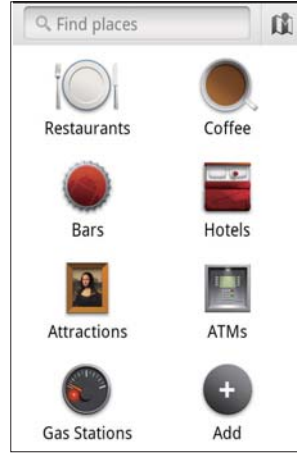 Find places
Restaurants
Coffee
Bars
Hotels
Attractions
ATMs
Gas Stations
Add